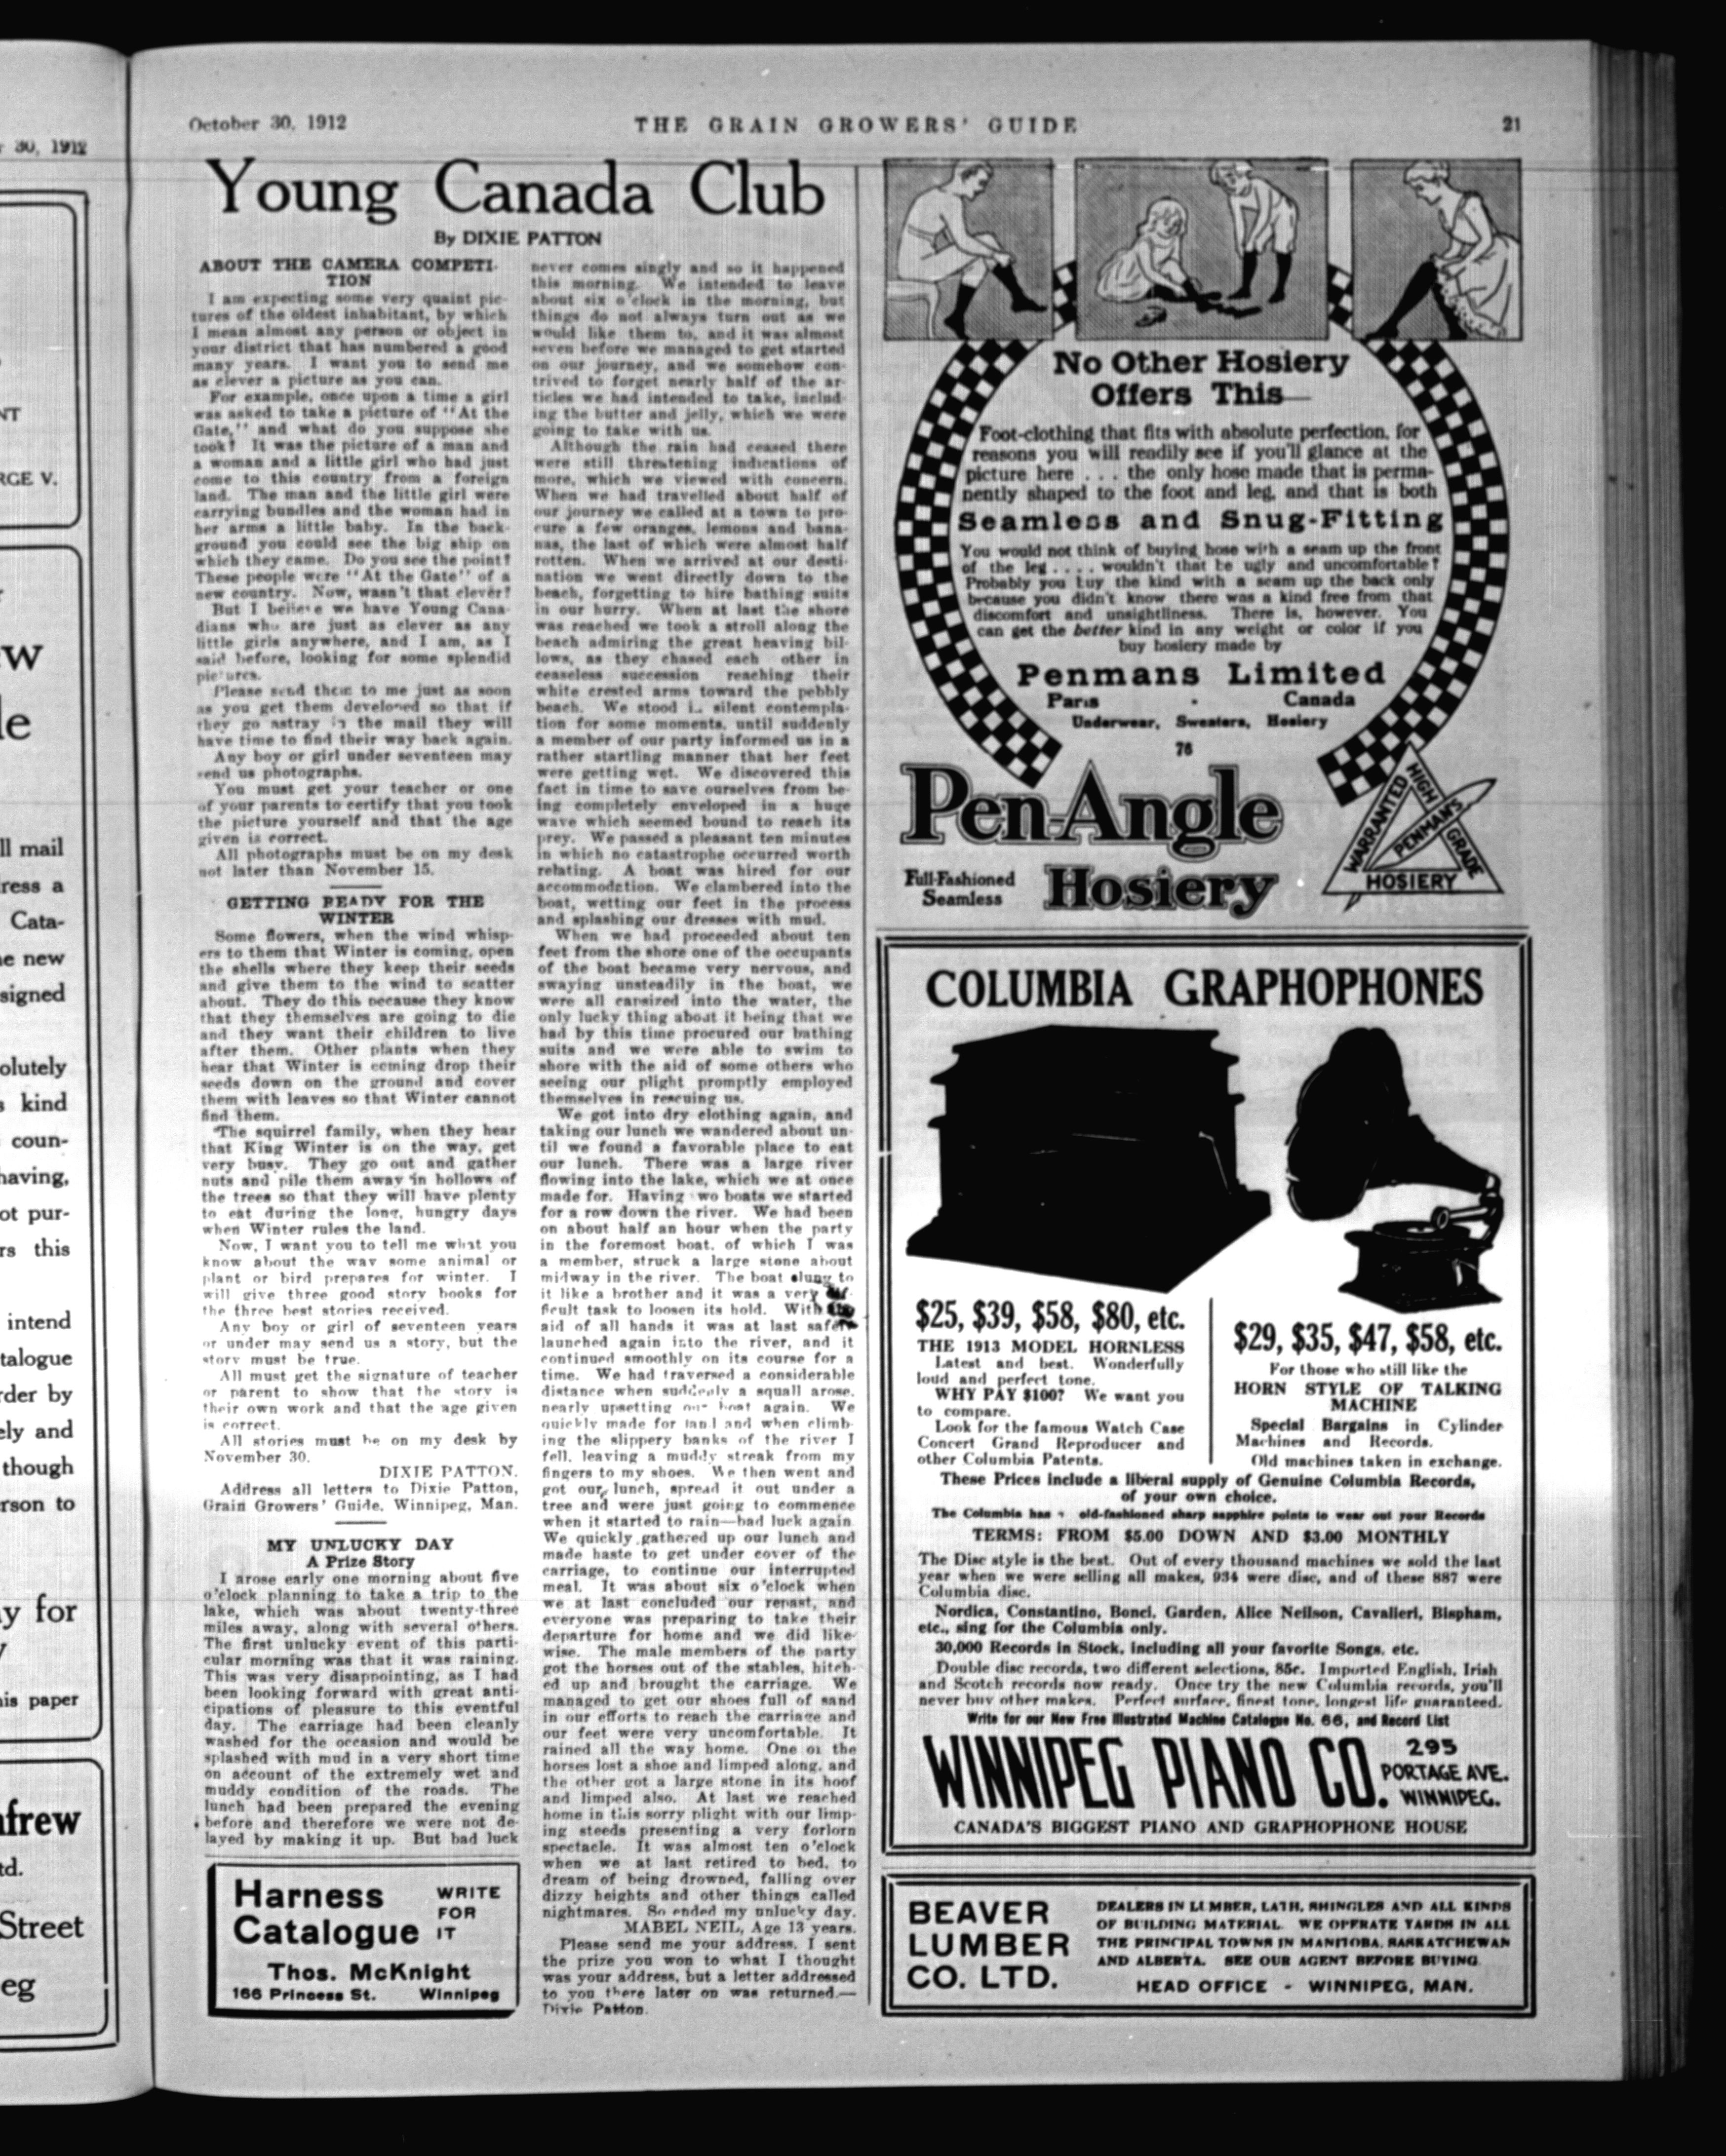 October 30, 1912
THE GRAIN GROWERS' GUIDE
21
Young Canada Club
By DIXIE PATTON
ABOUT THE CAMERA COMPETI-
TION
I am expecting some very quaint pic-
tures of the oldest inhabitant, by which
I mean almost any person or object in
your district that has numbered a good
many years. I want you to send me
as clever a picture as you can.
For example, once upon a time a girl
was asked to take a picture of "At the
Gate," and what do you suppose she
took? It was the picture of a man and
a woman and a little girl who had just
come to this country from a foreign
land. The man and the little girl were
carrying bundles and the woman had in
her arms a little baby. In the back-
ground you could see the big ship on
which they came. Do you see the point?
These people were "At the Gate" of a
new country. Now, wasn't that clever?
But I believe we have Young Cana-
dians who are just as clever as any
little girls anywhere, and I am, as I
said before, looking for some splendid
pictures.
Please send them to me just as soon
as you get them developed so that if
they go astray in the mail they will
have time to find their way back again.
Any boy or girl under seventeen may
send us photographs.
You must get your teacher or one
of your parents to certify that you took
the picture yourself and that the age
given is correct.
All photographs must be on my desk
not later than November 15.
GETTING READY FOR THE
WINTER
Some flowers, when the wind whisp-
ers to them that Winter is coming, open
the shells where they keep their seeds
and give them to the wind to scatter
about. They do this because they know
that they themselves are going to die
and they want their children to live
after them. Other plants when they
hear that Winter is coming drop their
seeds down on the ground and cover
them with leaves so that Winter cannot
find them.
The squirrel family, when they hear
that King Winter is on the way, get
very busy. They go out and gather
nuts and pile them away in hollows of
the trees so that they will have plenty
to eat during the long, hungry days
when Winter rules the land.
Now, I want you to tell me what you
know about the way some animal or
plant or bird prepares for winter. I
will give three good story books for
the three best stories received.
Any boy or girl of seventeen years
or under may send us a story, but the
story must be true.
All must get the signature of teacher
or parent to show that the story is
their own work and that the age given
is correct.
All stories must be on my desk by
November 30.
DIXIE PATTON.
Address all letters to Dixie Patton,
Grain Growers' Guide, Winnipeg, Man.
MY UNLUCKY DAY
A Prize Story
I arose early one morning about five
o'clock planning to take a trip to the
lake, which was about twenty-three
miles away, along with several others.
The first unlucky event of this parti-
cular morning was that it was raining.
This was very disappointing, as I had
been looking forward with great anti-
cipations of pleasure to this eventful
day. The carriage had been cleanly
washed for the occasion and would be
splashed with mud in a very short time
on account of the extremely wet and
muddy condition of the roads. The
lunch had been prepared the evening
before and therefore we were not de-
layed by making it up. But bad luck
Harness
Catalogue
WRITE
FOR
IT
Thos. McKnight
166 Princess St. Winnipeg
never comes singly and so it happened
this morning. We intended to leave
about six o'clock in the morning, but
things do not always turn out as we
would like them to, and it was almost
seven before we managed to get started
on our journey, and we somehow con-
trived to forget nearly half of the ar-
ticles we had intended to take, includ-
ing the butter and jelly, which we were
going to take with us.
Although the rain had ceased there
were still threatening indications of
more, which we viewed with concern.
When we had travelled about half of
our journey we called at a town to pro-
cure a few oranges, lemons and bana-
nas, the last of which were almost half
rotten. When we arrived at our desti-
nation we went directly down to the
beach, forgetting to hire bathing suits
in our hurry. When at last the shore
was reached we took a stroll along the
beach admiring the great heaving bil-
lows, as they chased each other in
ceaseless succession reaching their
white crested arms toward the pebbly
beach. We stood in silent contempla-
tion for some moments, until suddenly
a member of our party informed us in a
rather startling manner that her feet
were getting wet. We discovered this
fact in time to save ourselves from be-
ing completely enveloped in a huge
wave which seemed bound to reach its
prey. We passed a pleasant ten minutes
in which no catastrophe occurred worth
relating. A boat was hired for our
accommodation. We clambered into the
boat, wetting our feet in the process
and splashing our dresses with mud.
When we had proceeded about ten
feet from the shore one of the occupants
of the boat became very nervous, and
swaying unsteadily in the boat, we
were all capsized into the water, the
only lucky thing about it being that we
had by this time procured our bathing
suits and we were able to swim to
shore with the aid of some others who
seeing our plight promptly employed
themselves in rescuing us.
We got into dry clothing again, and
taking our lunch we wandered about un-
til we found a favorable place to eat
our lunch. There was a large river
flowing into the lake, which we at once
made for. Having two boats we started
for a row down the river. We had been
on about half an hour when the party
in the foremost boat, of which I was
a member, struck a large stone about
midway in the river. The boat clung to
it like a brother and it was a very dif-
ficult task to loosen its hold. With
aid of all hands it was at last safely
launched again into the river, and it
continued smoothly on its course for a
time. We had traversed a considerable
distance when suddenly a squall arose,
nearly upsetting our boat again. We
quickly made for land and when climb-
ing the slippery banks of the river I
fell, leaving a muddy streak from my
fingers to my shoes. We then went and
got our lunch, spread it out under a
tree and were just going to commence
when it started to rain—bad luck again.
We quickly gathered up our lunch and
made haste to get under cover of the
carriage, to continue our interrupted
meal. It was about six o'clock when
we at last concluded our repast, and
everyone was preparing to take their
departure for home and we did like-
wise. The male members of the party
got the horses out of the stables, hitch-
ed up and brought the carriage. We
managed to get our shoes full of sand
in our efforts to reach the carriage and
our feet were very uncomfortable. It
rained all the way home. One of the
horses lost a shoe and limped along, and
the other got a large stone in its hoof
and limped also. At last we reached
home in this sorry plight with our limp-
ing steeds presenting a very forlorn
spectacle. It was almost ten o'clock
when we at last retired to bed, to
dream of being drowned, falling over
dizzy heights and other things called
nightmares. So ended my unlucky day.
MABEL NEIL, Age 13 years.
Please send me your address. I sent
the prize you won to what I thought
was your address, but a letter addressed
to you there later on was returned.—
Dixie Patton.
No Other Hosiery
Offers This—
Foot-clothing that fits with absolute perfection, for
reasons you will readily see if you'll glance at the
picture here . . . the only hose made that is perma-
nently shaped to the foot and leg, and that is both
Seamless and Snug-Fitting
You would not think of buying hose with a seam up the front
of the leg . . . . wouldn't that be ugly and uncomfortable?
Probably you buy the kind with a seam up the back only
because you didn't know there was a kind free from that
discomfort and unsightliness. There is, however. You
can get the better kind in any weight or color if you
buy hosiery made by
Penmans Limited
Paris - Canada
Underwear, Sweaters, Hosiery
76
Pen-Angle
Full-Fashioned
Seamless
Hosiery
WARRANTED
HIGH GRADE
PENMAN'S
HOSIERY
COLUMBIA GRAPHOPHONES
$25, $39, $58, $80, etc.
THE 1913 MODEL HORNLESS
Latest and best. Wonderfully
loud and perfect tone.
WHY PAY $100? We want you
to compare.
Look for the famous Watch Case
Concert Grand Reproducer and
other Columbia Patents.
$29, $35, $47, $58, etc.
For those who still like the
HORN STYLE OF TALKING
MACHINE
Special Bargains in Cylinder
Machines and Records.
Old machines taken in exchange.
These Prices include a liberal supply of Genuine Columbia Records,
of your own choice.
The Columbia has old-fashioned sharp sapphire points to wear out your Records
TERMS: FROM $5.00 DOWN AND $3.00 MONTHLY
The Disc style is the best. Out of every thousand machines we sold the last
year when we were selling all makes, 934 were disc, and of these 887 were
Columbia disc.
Nordica, Constantino, Bonci, Garden, Alice Neilson, Cavalieri, Bispham,
etc., sing for the Columbia only.
30,000 Records in Stock, including all your favorite Songs, etc.
Double disc records, two different selections, 85c. Imported English, Irish
and Scotch records now ready. Once try the new Columbia records, you'll
never buy other makes. Perfect surface, finest tone, longest life guaranteed.
Write for our New Free Illustrated Machine Catalogue No. 66, and Record List
WINNIPEG PIANO CO.
295
PORTAGE AVE.
WINNIPEG.
CANADA'S BIGGEST PIANO AND GRAPHOPHONE HOUSE
BEAVER
LUMBER
CO. LTD.
DEALERS IN LUMBER, LATH, SHINGLES AND ALL KINDS
OF BUILDING MATERIAL. WE OPERATE YARDS IN ALL
THE PRINCIPAL TOWNS IN MANITOBA, SASKATCHEWAN
AND ALBERTA. SEE OUR AGENT BEFORE BUYING.
HEAD OFFICE - WINNIPEG, MAN.
30, 1912
RGE V.
ll mail
Cata-
new
signed
kind
coun-
having,
this
intend
by
and
though
to
for
his paper
Street